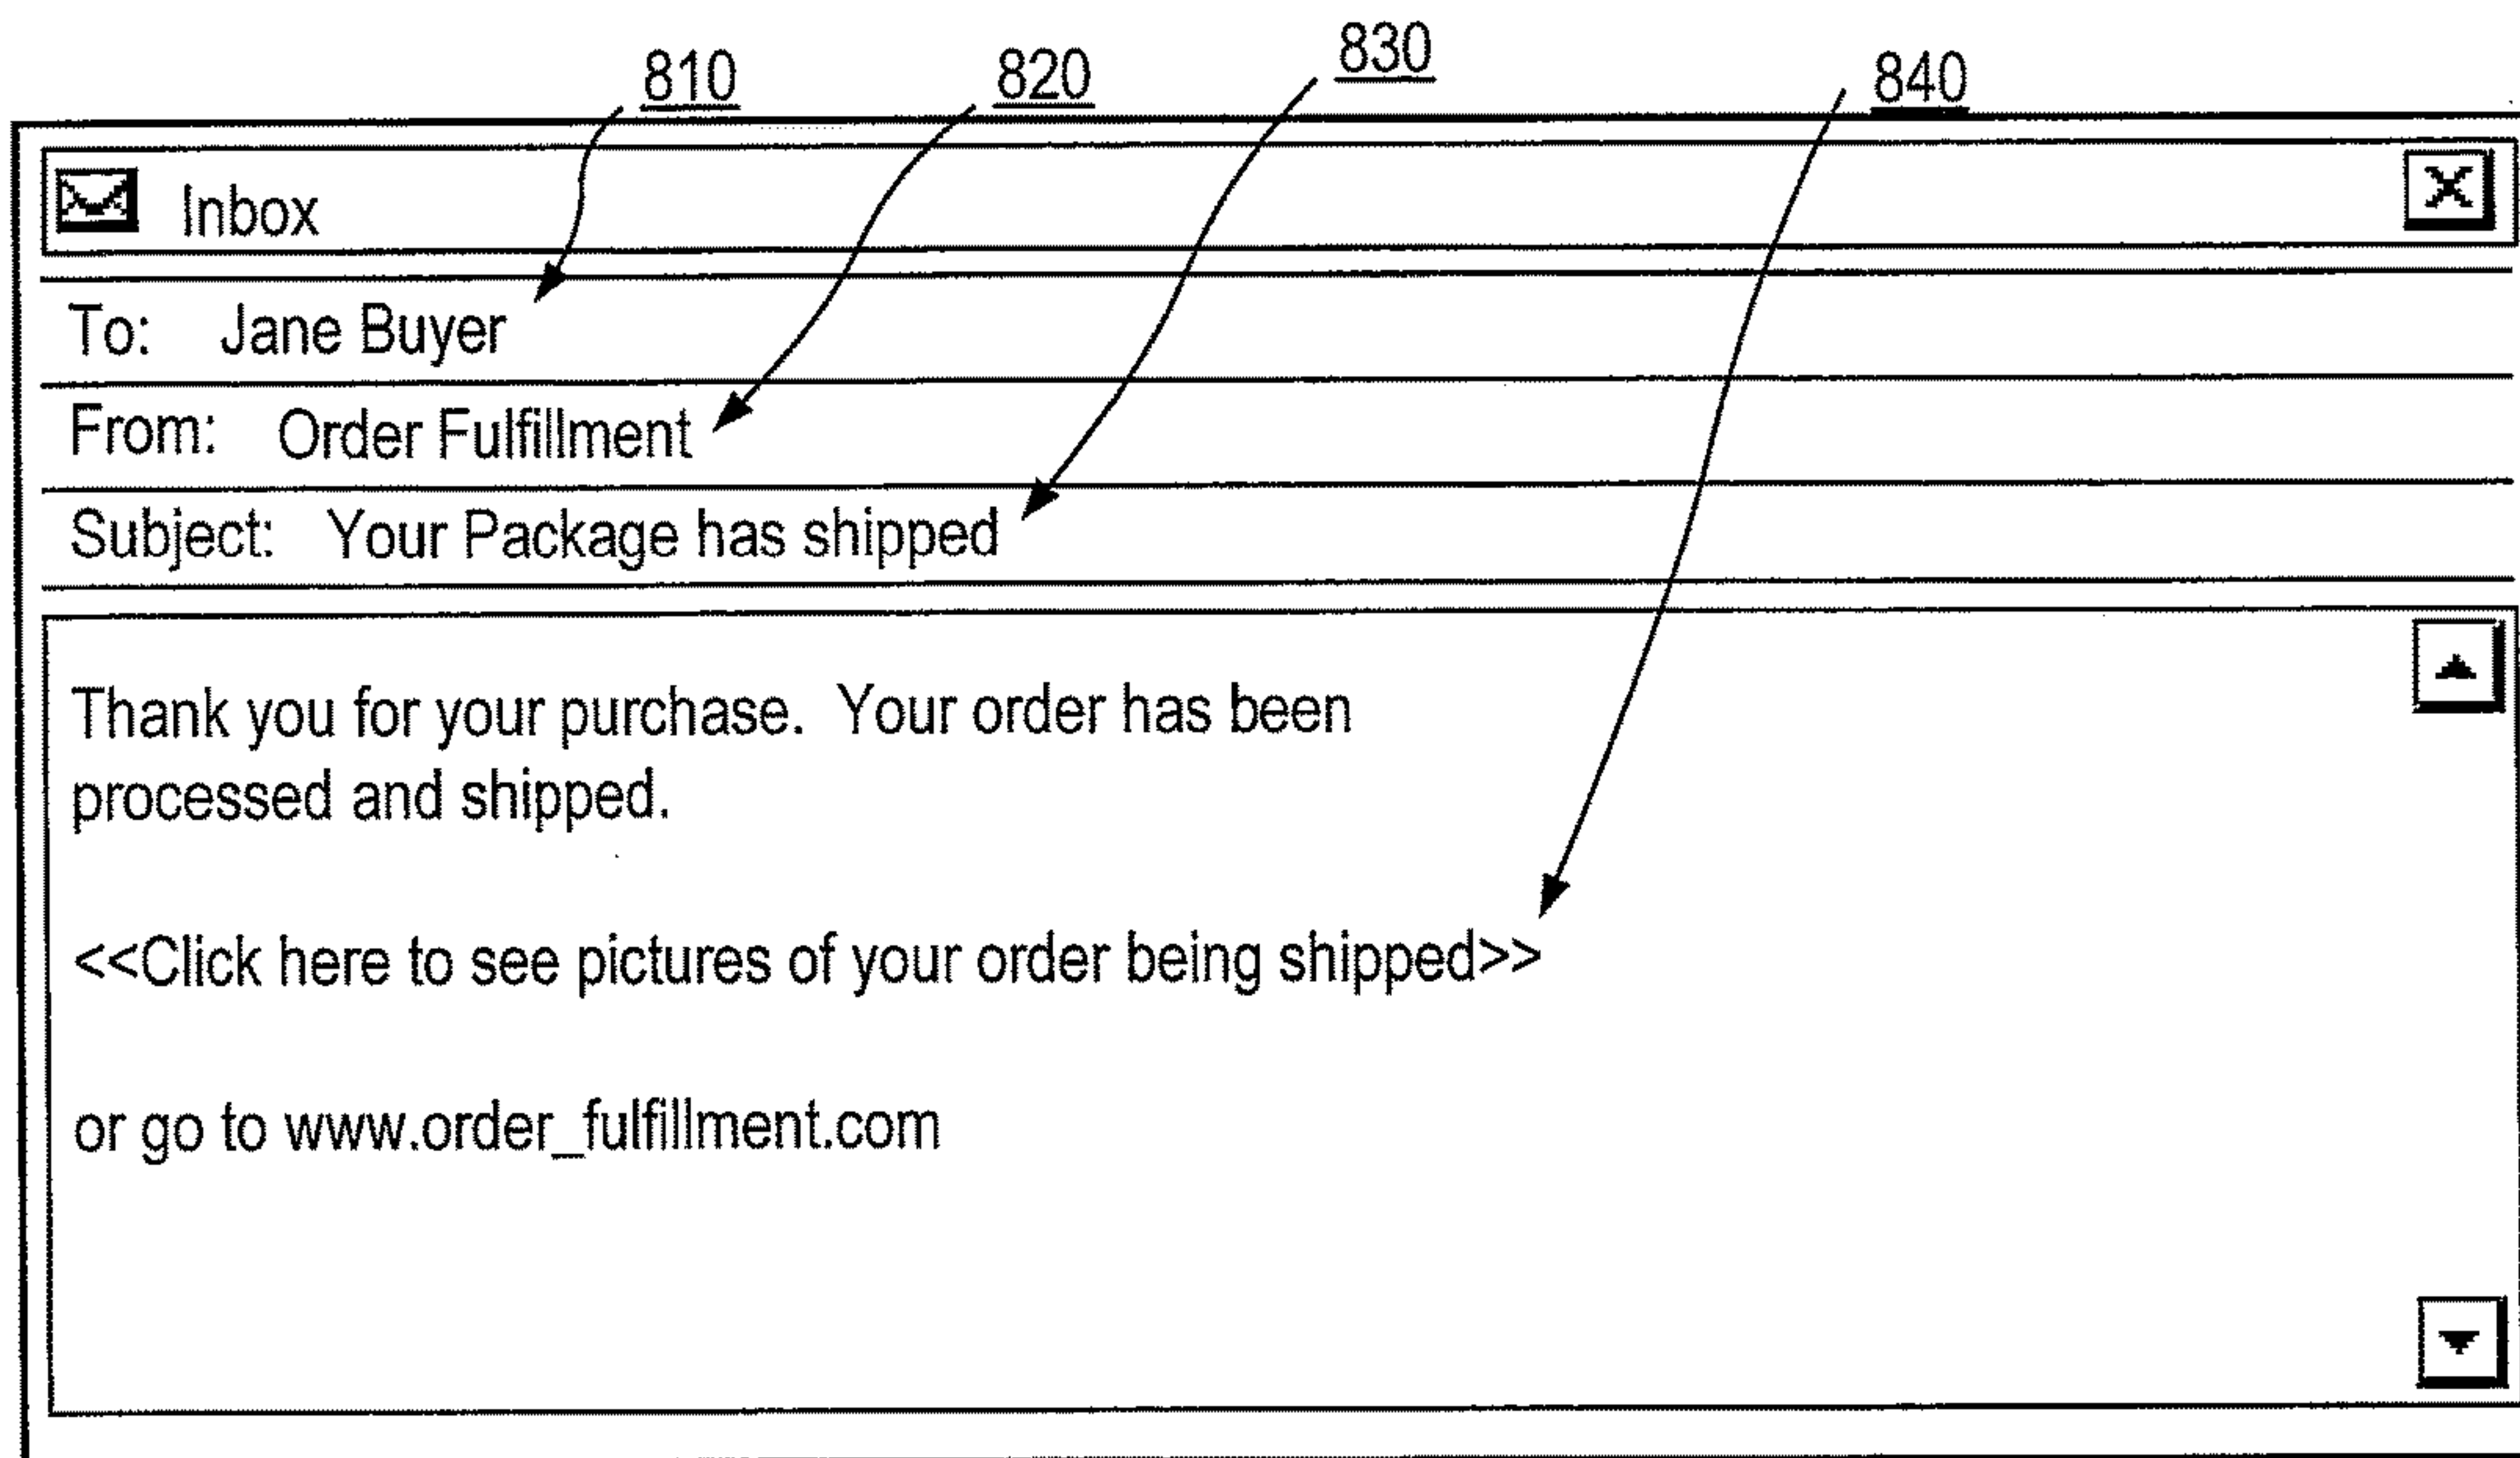 810 820 830 840
Inbox
To: Jane Buyer
From: Order Fulfillment
Subject: Your Package has shipped
Thank you for your purchase. Your order has been
processed and shipped.
<<Click here to see pictures of your order being shipped>>
or go to www.order_fulfillment.com